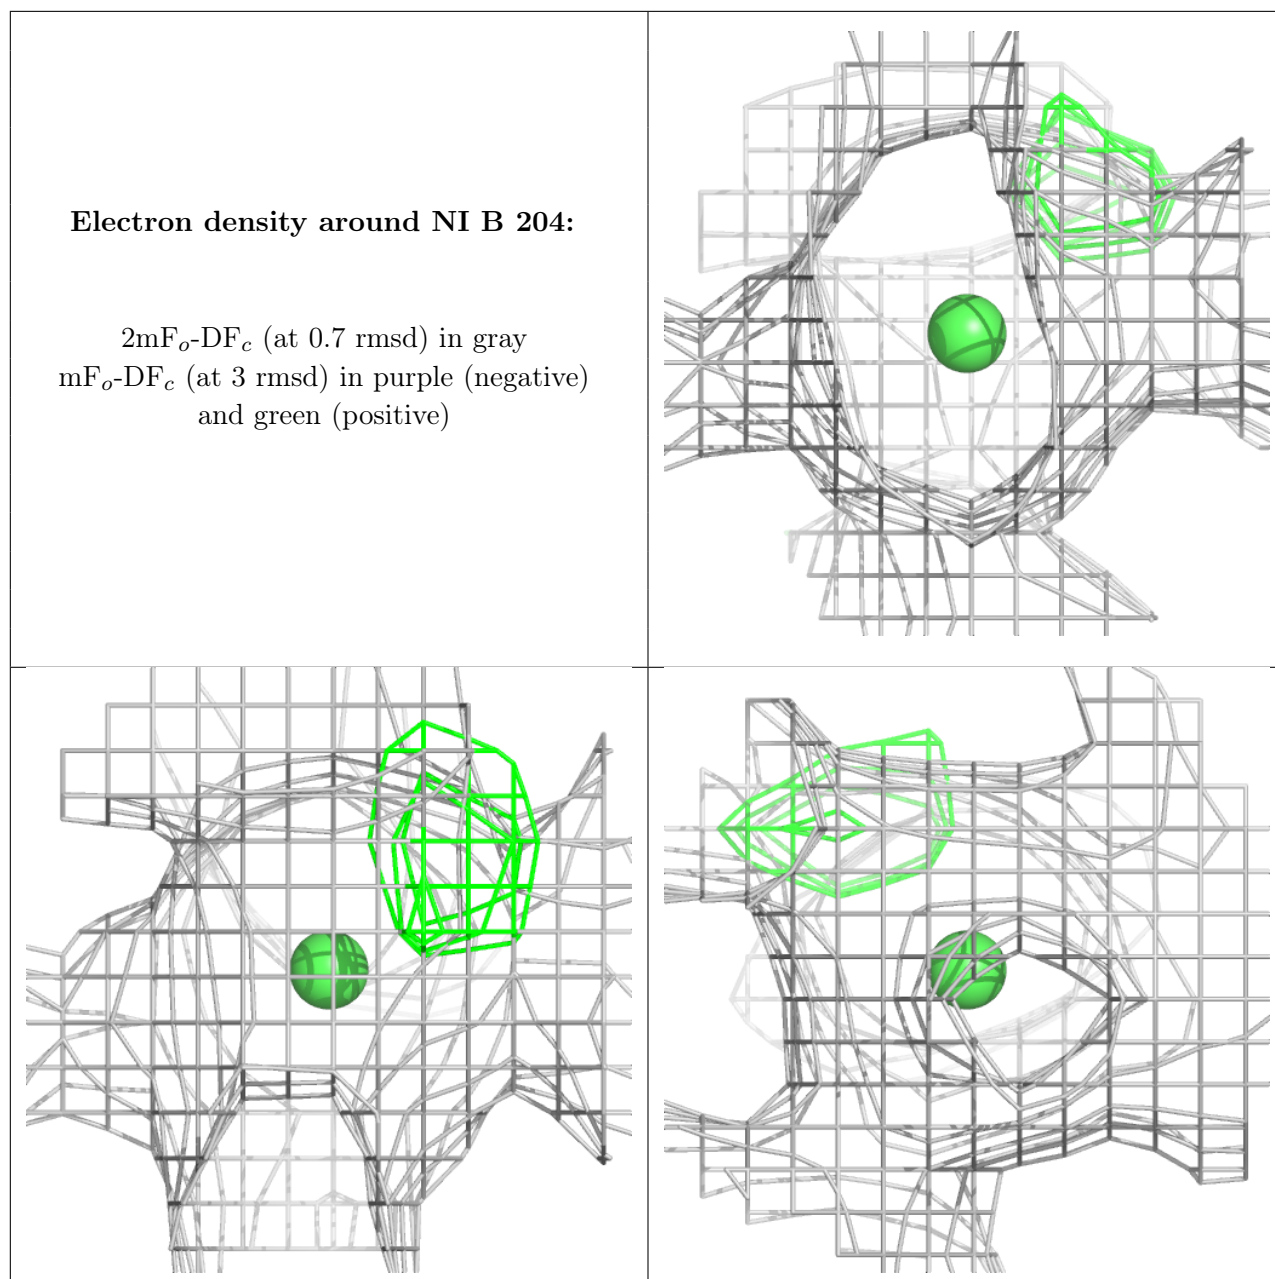 Electron density around NI B 204:
2mFo-DFc (at 0.7 rmsd) in gray
mFo-DFc (at 3 rmsd) in purple (negative)
and green (positive)